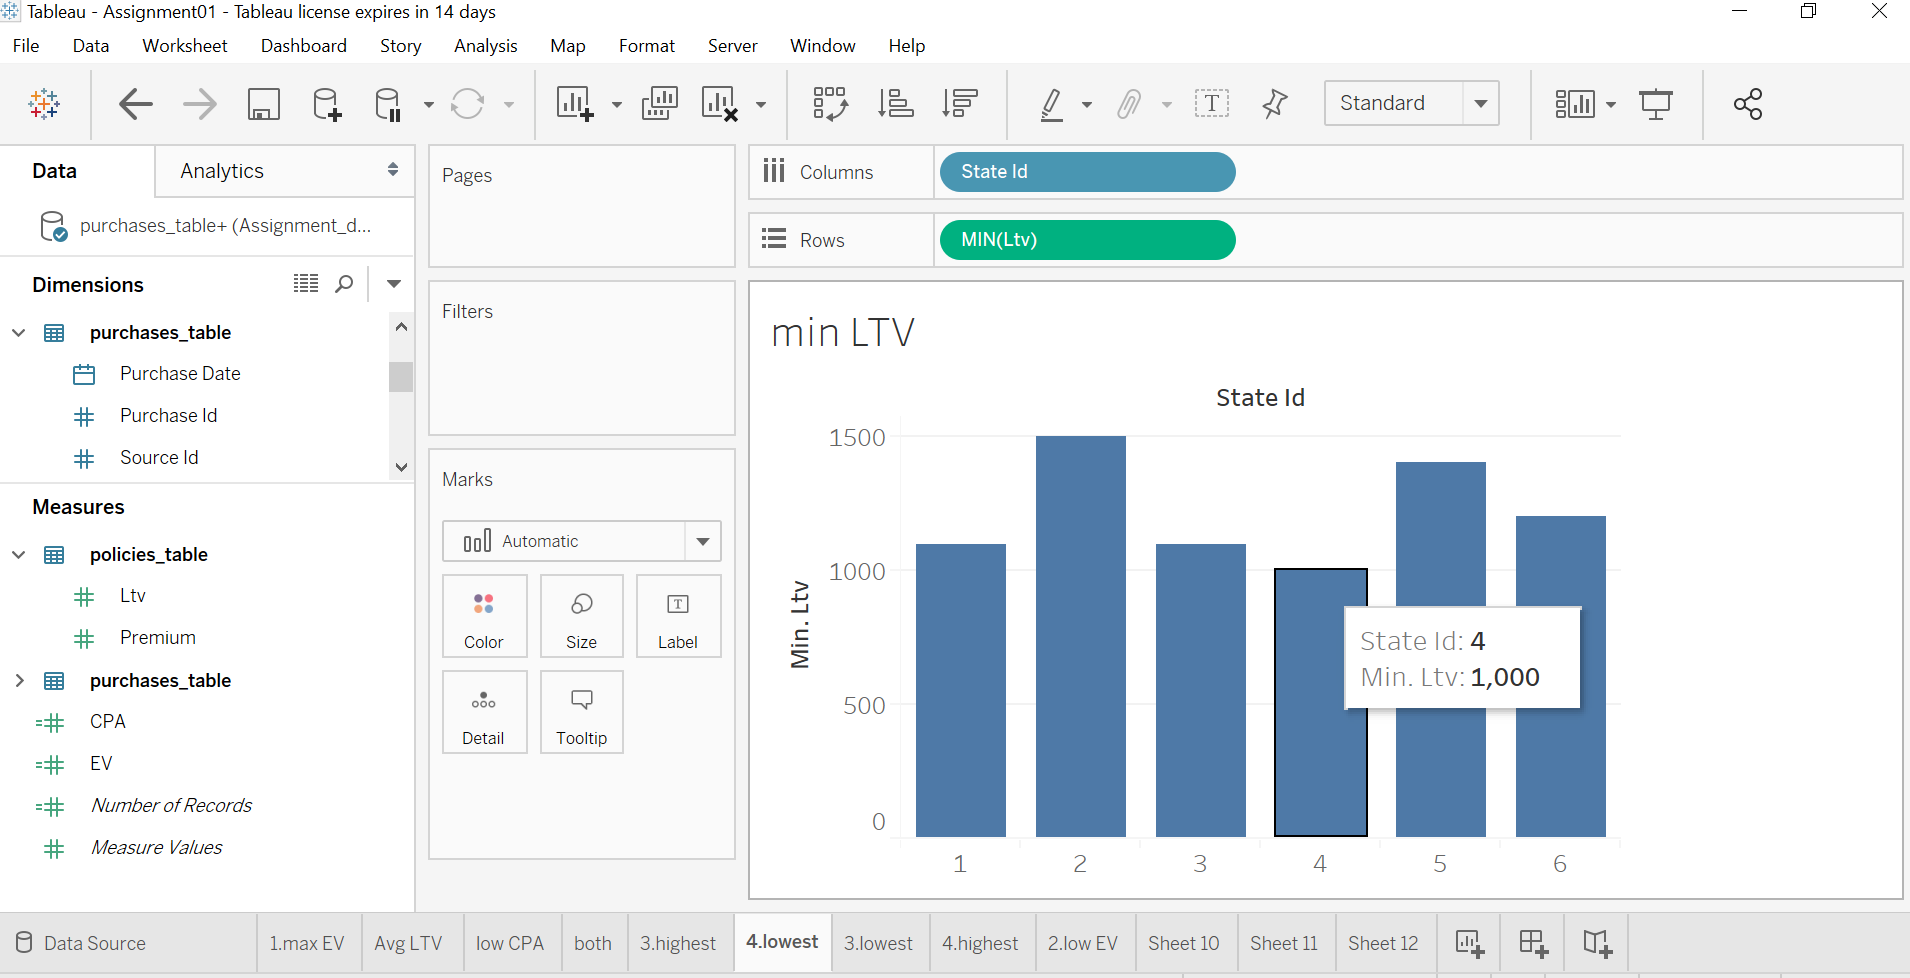 Tableau - Assignment01 - Tableau license expires in 14 days
File Data Worksheet Dashboard Story Analysis Map Format Server Window Help
Standard
Data Analytics
purchases_table+ (Assignment_d...
Dimensions
purchases_table
Purchase Date
Purchase Id
Source Id
Measures
policies_table
Ltv
Premium
purchases_table
CPA
EV
Number of Records
Measure Values
Pages
Filters
Marks
Automatic
Color Size Label
Detail Tooltip
Columns State Id
Rows MIN(Ltv)
min LTV
State Id
Min. Ltv
1500
1000
500
0
1 2 3 4 5 6
State Id: 4
Min. Ltv: 1,000
Data Source 1.max EV Avg LTV low CPA both 3.highest 4.lowest 3.lowest 4.highest 2.low EV Sheet 10 Sheet 11 Sheet 12